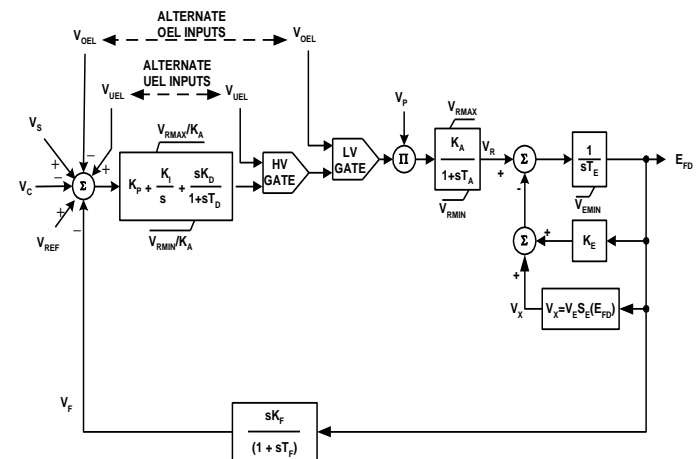 ALTERNATE
OEL INPUTS
V_OEL
V_OEL
ALTERNATE
UEL INPUTS
V_UEL
V_UEL
V_P
V_RMAX
V_S
V_RMAX/K_A
+
−
+
V_C
−
Σ
+
V_REF
−
K_P + K_I/s + sK_D/1+sT_D
V_RMIN/K_A
HV
GATE
LV
GATE
Π
K_A/1+sT_A
V_RMIN
V_R
+
Σ
-
1/sT_E
V_EMIN
E_FD
Σ
+
K_E
+
V_X
V_X=V_E S_E(E_FD)
V_F
sK_F
(1 + sT_F)